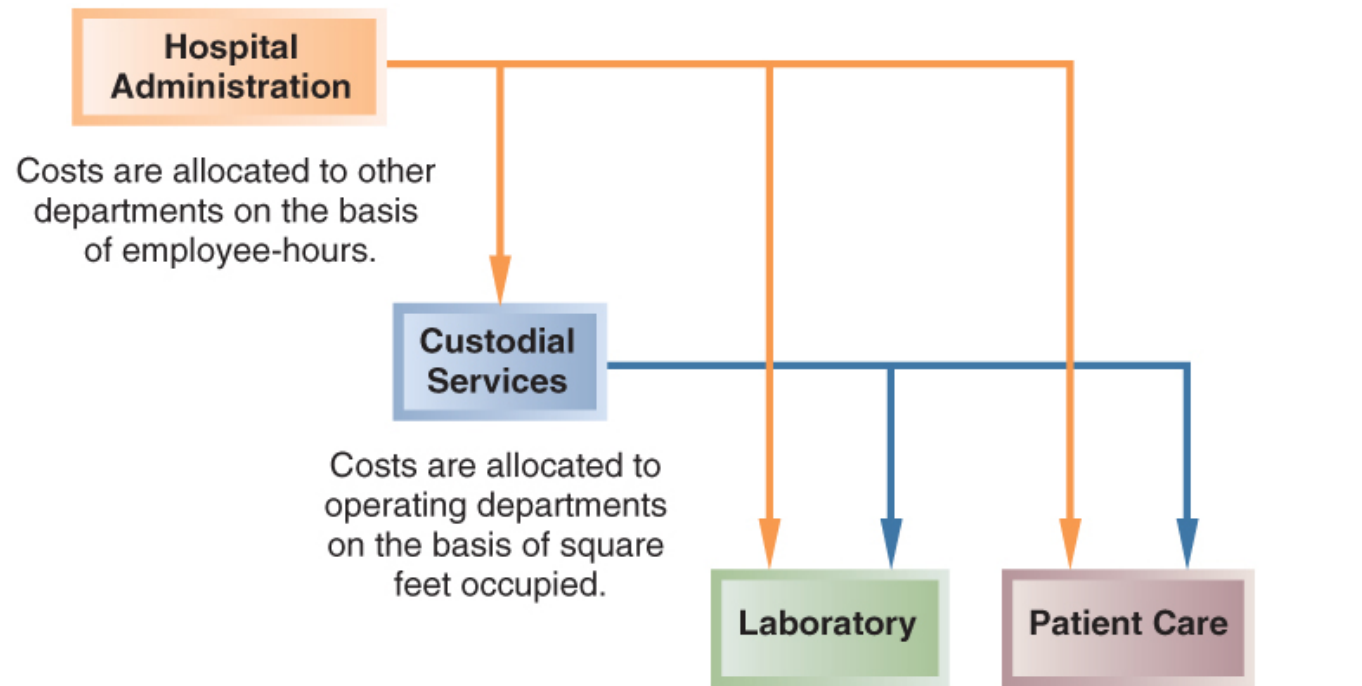 Hospital
Administration
Costs are allocated to other
departments on the basis
of employee-hours.
Custodial
Services
Costs are allocated to
operating departments
on the basis of square
feet occupied.
Laboratory
Patient Care